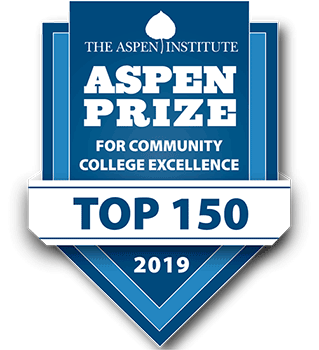 THE ASPEN INSTITUTE
ASPEN
PRIZE
FOR COMMUNITY
COLLEGE EXCELLENCE
TOP 150
2019